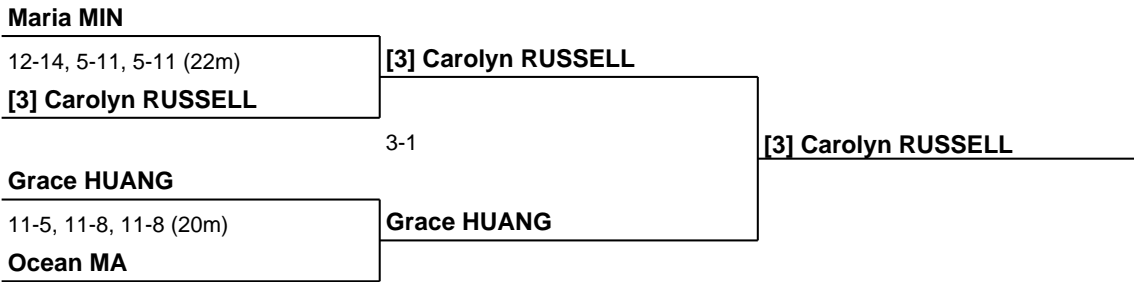 Maria MIN
12-14, 5-11, 5-11 (22m)
[3] Carolyn RUSSELL
[3] Carolyn RUSSELL
3-1
[3] Carolyn RUSSELL
Grace HUANG
11-5, 11-8, 11-8 (20m)
Grace HUANG
Ocean MA